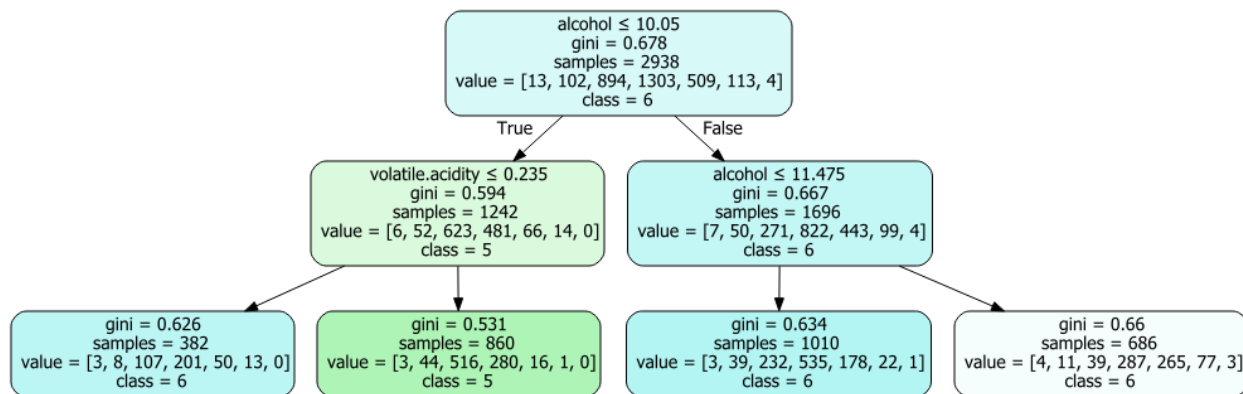 alcohol ≤ 10.05
gini = 0.678
samples = 2938
value = [13, 102, 894, 1303, 509, 113, 4]
class = 6
True
False
volatile.acidity ≤ 0.235
gini = 0.594
samples = 1242
value = [6, 52, 623, 481, 66, 14, 0]
class = 5
alcohol ≤ 11.475
gini = 0.667
samples = 1696
value = [7, 50, 271, 822, 443, 99, 4]
class = 6
gini = 0.626
samples = 382
value = [3, 8, 107, 201, 50, 13, 0]
class = 6
gini = 0.531
samples = 860
value = [3, 44, 516, 280, 16, 1, 0]
class = 5
gini = 0.634
samples = 1010
value = [3, 39, 232, 535, 178, 22, 1]
class = 6
gini = 0.66
samples = 686
value = [4, 11, 39, 287, 265, 77, 3]
class = 6